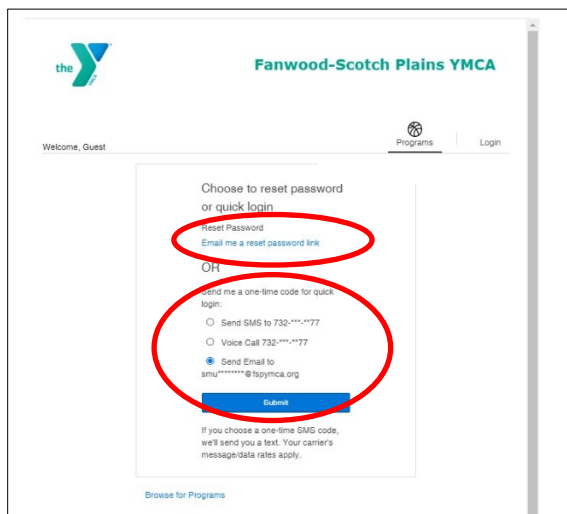 the
YMCA
Fanwood-Scotch Plains YMCA
Welcome, Guest
Programs
Login
Choose to reset password
or quick login
Reset Password
Email me a reset password link
OR
Send me a one-time code for quick
login:
Send SMS to 732-***-**77
Voice Call 732-***-**77
Send Email to
smu********@fspymca.org
Submit
If you choose a one-time SMS code,
we'll send you a text. Your carrier's
message/data rates apply.
Browse for Programs